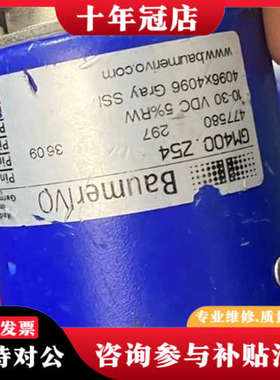 十年冠店
www.baumerivo.com
4096x4096 Gray SSI
10-30 VDC 5%RW
477580 297
GM400. Z54 36.09
BaumerIVO
发票
专业维修,质量
持对公
咨询参与补贴活